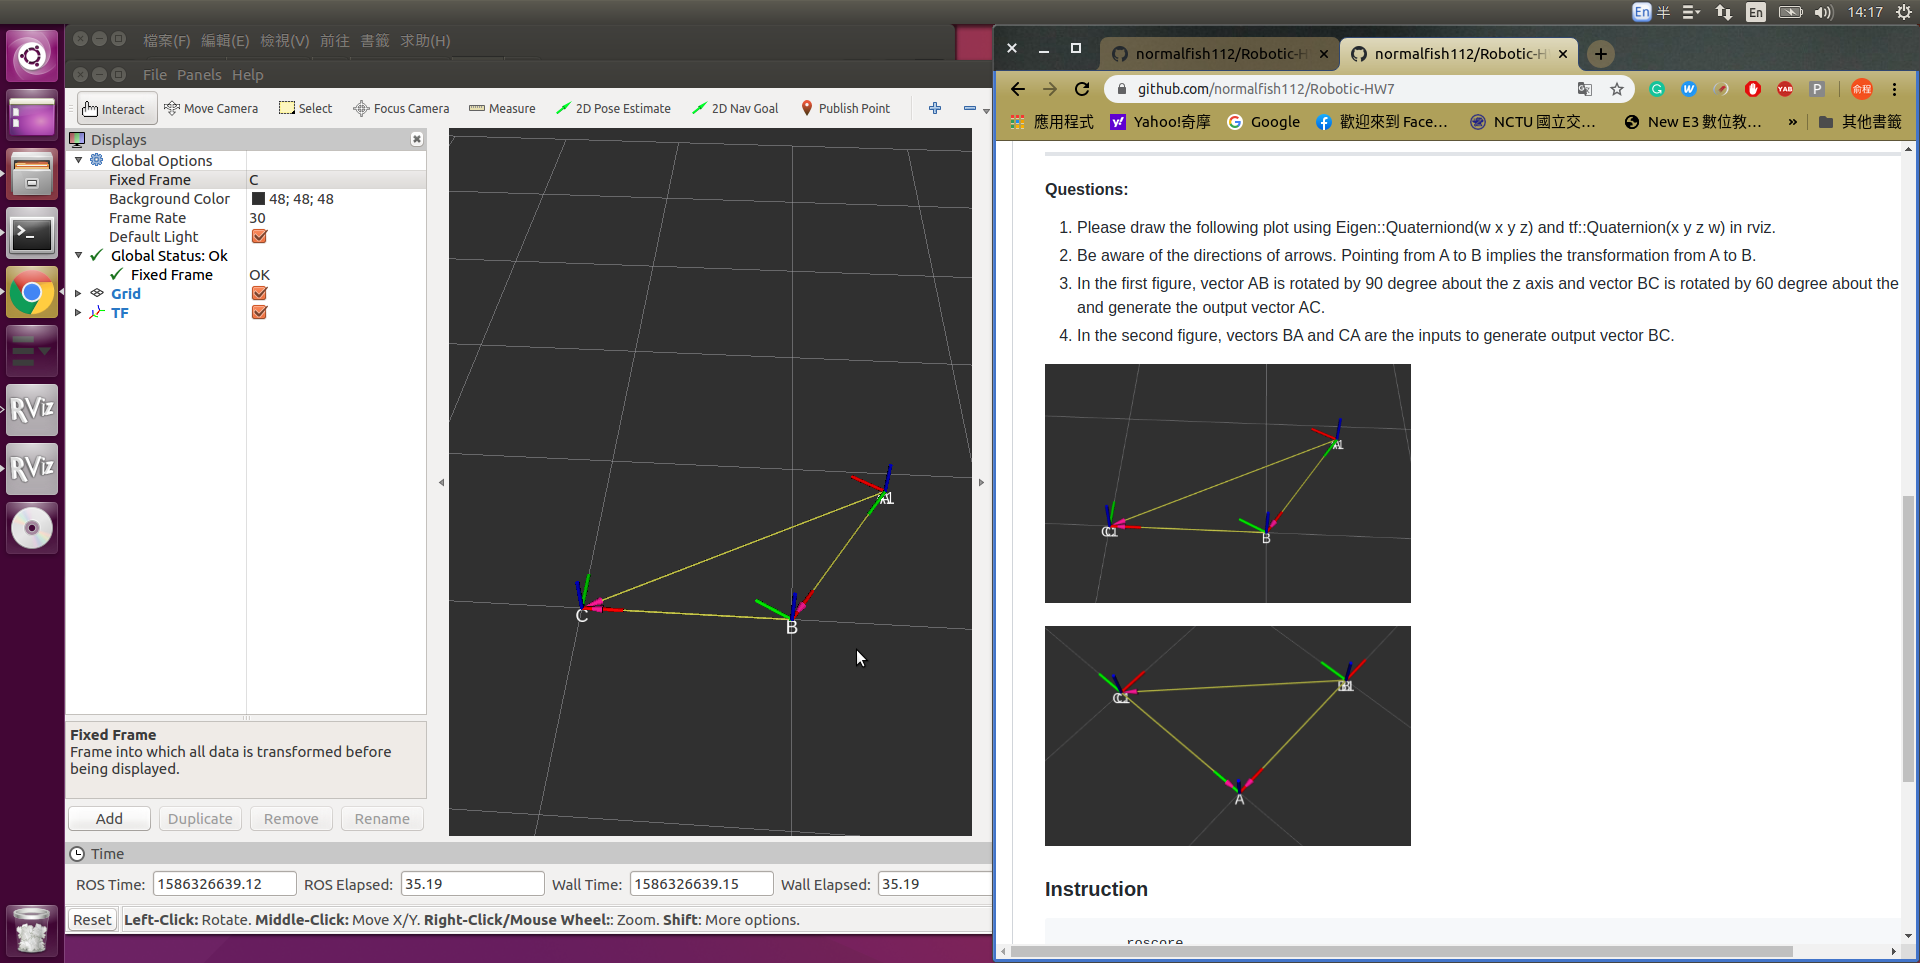 En 半 En 14:17
檔案(F) 編輯(E) 檢視(V) 前往 書籤 求助(H)
File Panels Help
Interact Move Camera Select Focus Camera Measure 2D Pose Estimate 2D Nav Goal Publish Point
Displays
Global Options
Fixed Frame C
Background Color 48; 48; 48
Frame Rate 30
Default Light
Global Status: Ok
Fixed Frame OK
Grid
TF
Fixed Frame
Frame into which all data is transformed before
being displayed.
Add Duplicate Remove Rename
C
B
Time
ROS Time: 1586326639.12 ROS Elapsed: 35.19 Wall Time: 1586326639.15 Wall Elapsed: 35.19
Reset Left-Click: Rotate. Middle-Click: Move X/Y. Right-Click/Mouse Wheel:: Zoom. Shift: More options.
RViz
RViz
normalfish112/Robotic-H normalfish112/Robotic-H
github.com/normalfish112/Robotic-HW7
應用程式 Yahoo!奇摩 Google 歡迎來到 Face… NCTU 國立交… New E3 數位教… » 其他書籤
Questions:
1. Please draw the following plot using Eigen::Quaterniond(w x y z) and tf::Quaternion(x y z w) in rviz.
2. Be aware of the directions of arrows. Pointing from A to B implies the transformation from A to B.
3. In the first figure, vector AB is rotated by 90 degree about the z axis and vector BC is rotated by 60 degree about the
and generate the output vector AC.
4. In the second figure, vectors BA and CA are the inputs to generate output vector BC.
B
A
Instruction
roscore